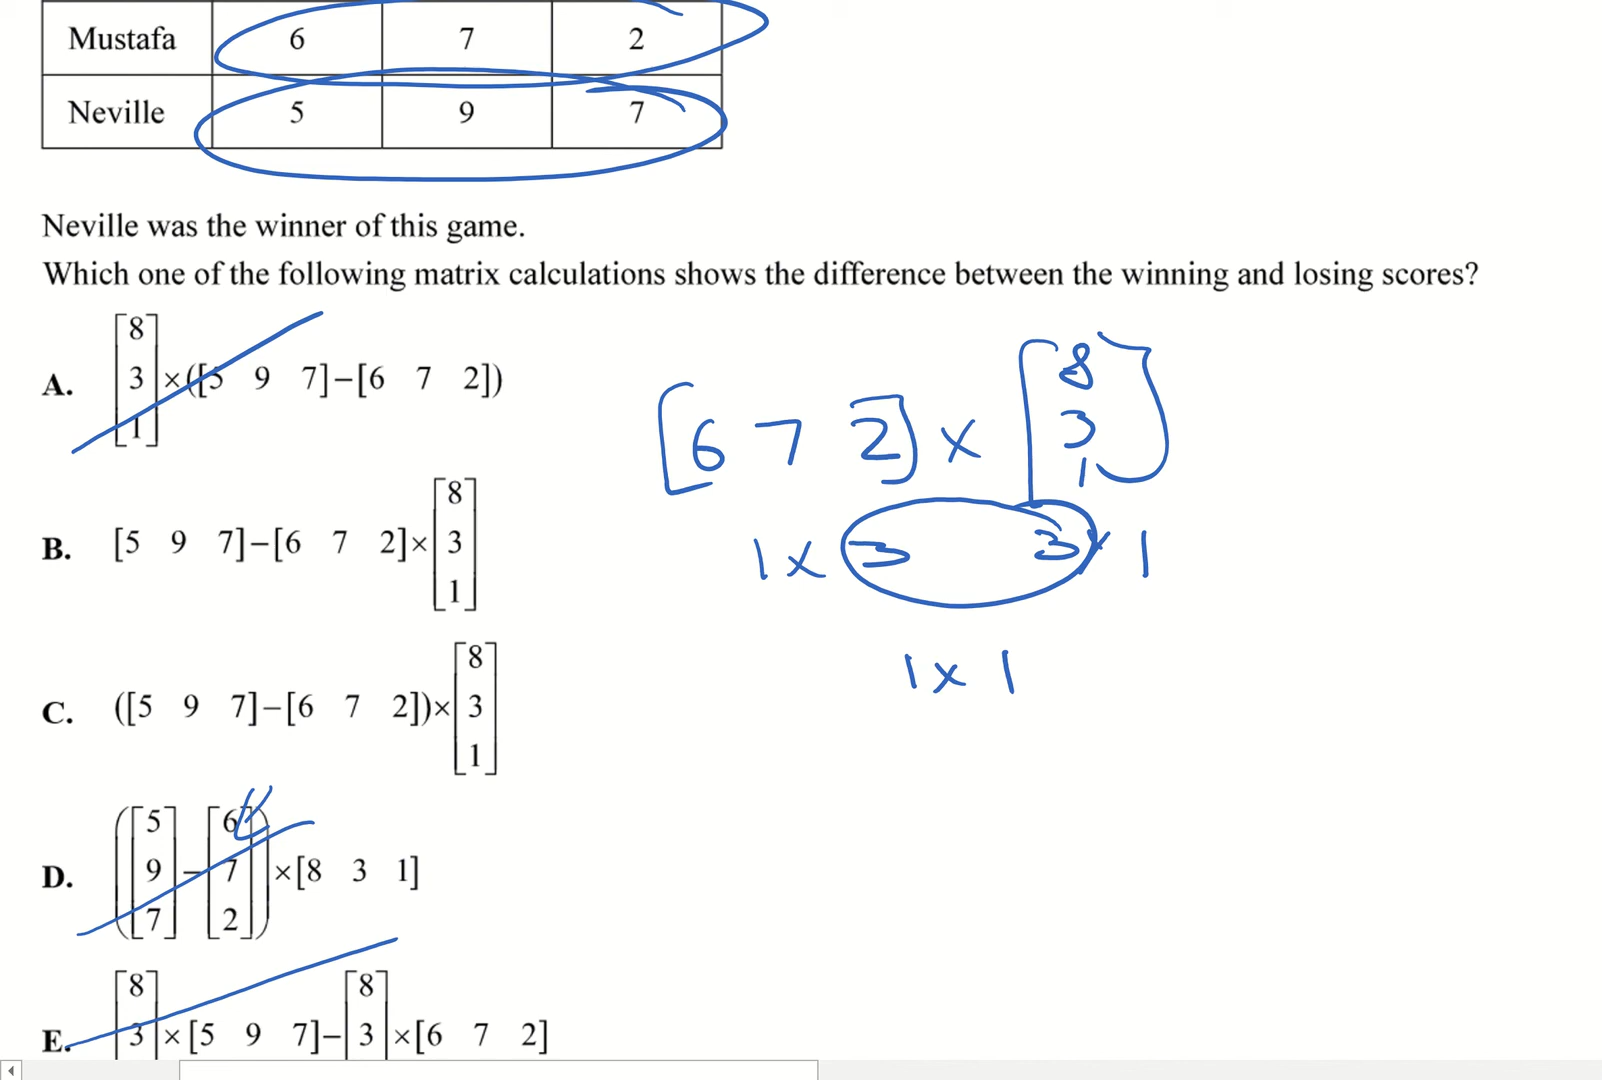 Mustafa 6 7 2
Neville 5 9 7
Neville was the winner of this game.
Which one of the following matrix calculations shows the difference between the winning and losing scores?
A. [8 3 1] × ([5 9 7] − [6 7 2])
B. [5 9 7] − [6 7 2] × [8 3 1]
C. ([5 9 7] − [6 7 2]) × [8 3 1]
D. ([5 9 7] − [6 7 2]) × [8 3 1]
E. [8 3 × [5 9 7] − [8 3 × [6 7 2]
[6 7 2] × [8 3 1]
1 × 3 3 × 1
1 × 1